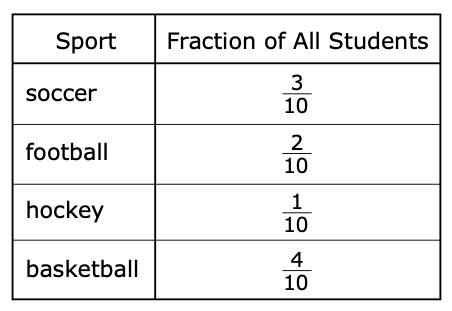 Sport Fraction of All Students
soccer 3/10
football 2/10
hockey 1/10
basketball 4/10